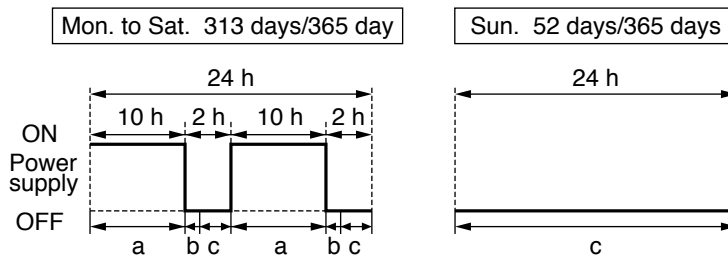 Mon. to Sat. 313 days/365 day
Sun. 52 days/365 days
24 h
24 h
10 h 2 h 10 h 2 h
ON
Power
supply
OFF
a b c a b c
c